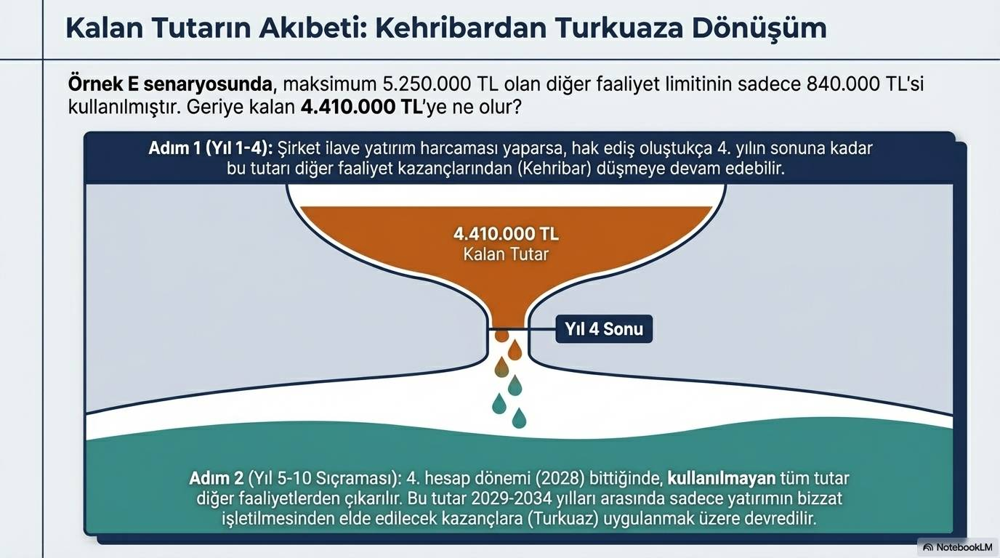 Kalan Tutarın Akıbeti: Kehribardan Turkuaza Dönüşüm
Örnek E senaryosunda, maksimum 5.250.000 TL olan diğer faaliyet limitinin sadece 840.000 TL'si
kullanılmıştır. Geriye kalan 4.410.000 TL'ye ne olur?
Adım 1 (Yıl 1-4): Şirket ilave yatırım harcaması yaparsa, hak ediş oluştukça 4. yılın sonuna kadar
bu tutarı diğer faaliyet kazançlarından (Kehribar) düşmeye devam edebilir.
4.410.000 TL
Kalan Tutar
Yıl 4 Sonu
Adım 2 (Yıl 5-10 Sıçraması): 4. hesap dönemi (2028) bittiğinde, kullanılmayan tüm tutar
diğer faaliyetlerden çıkarılır. Bu tutar 2029-2034 yılları arasında sadece yatırımın bizzat
işletilmesinden elde edilecek kazançlara (Turkuaz) uygulanmak üzere devredilir.
NotebookLM